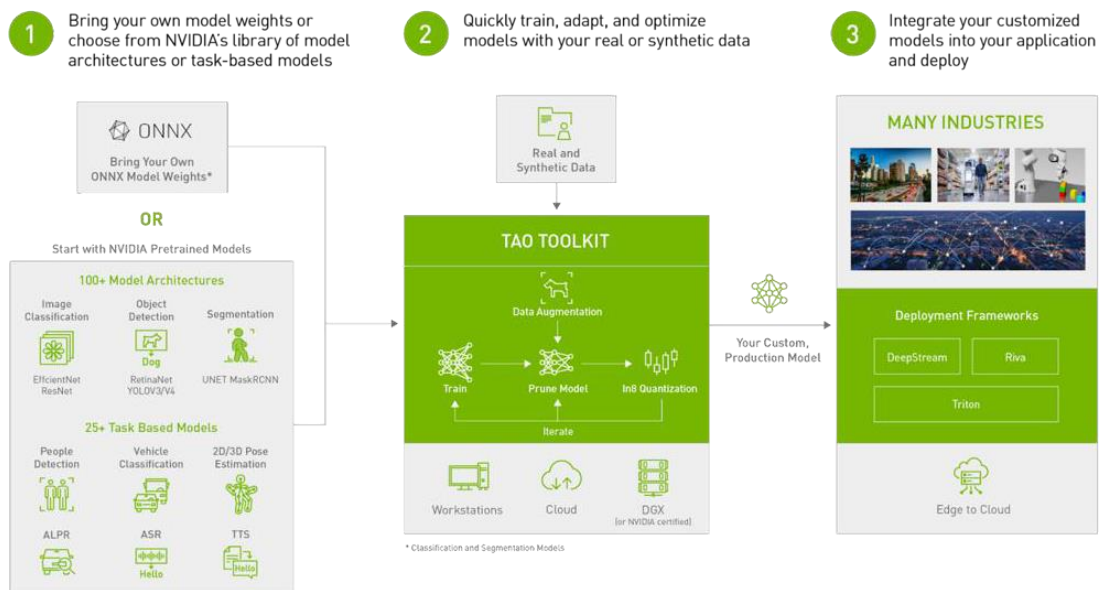 1
Bring your own model weights or
choose from NVIDIA's library of model
architectures or task-based models
2
Quickly train, adapt, and optimize
models with your real or synthetic data
3
Integrate your customized
models into your application
and deploy
ONNX
Bring Your Own
ONNX Model Weights*
OR
Start with NVIDIA Pretrained Models
100+ Model Architectures
Image
Classification
EffcientNet
ResNet
Object
Detection
Dog
RetinaNet
YOLOV3/V4
Segmentation
UNET MaskRCNN
25+ Task Based Models
People
Detection
Vehicle
Classification
2D/3D Pose
Estimation
ALPR
ASR
Hello
TTS
Hello
Real and
Synthetic Data
TAO TOOLKIT
Data Augmentation
Train
Prune Model
In8 Quantization
Iterate
Workstations
Cloud
DGX
(or NVIDIA certified)
* Classification and Segmentation Models
Your Custom,
Production Model
MANY INDUSTRIES
Deployment Frameworks
DeepStream
Riva
Triton
Edge to Cloud